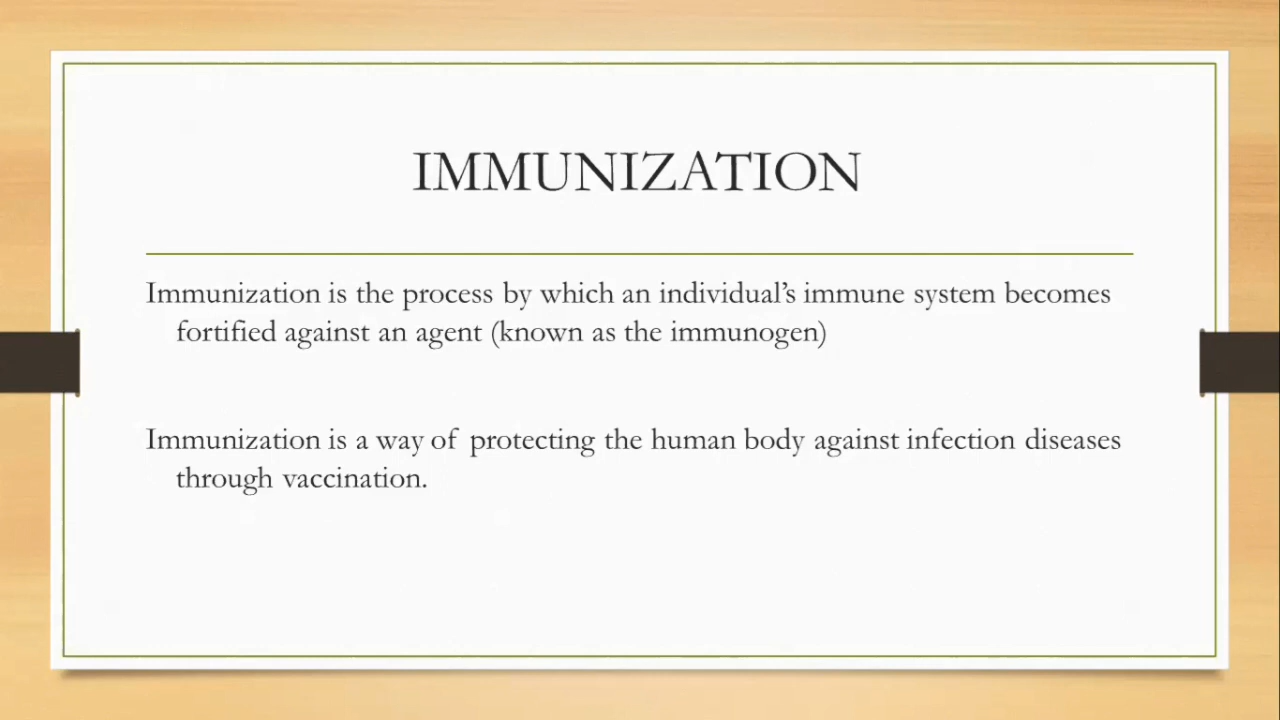 IMMUNIZATION
Immunization is the process by which an individual’s immune system becomes
fortified against an agent (known as the immunogen)
Immunization is a way of protecting the human body against infection diseases
through vaccination.